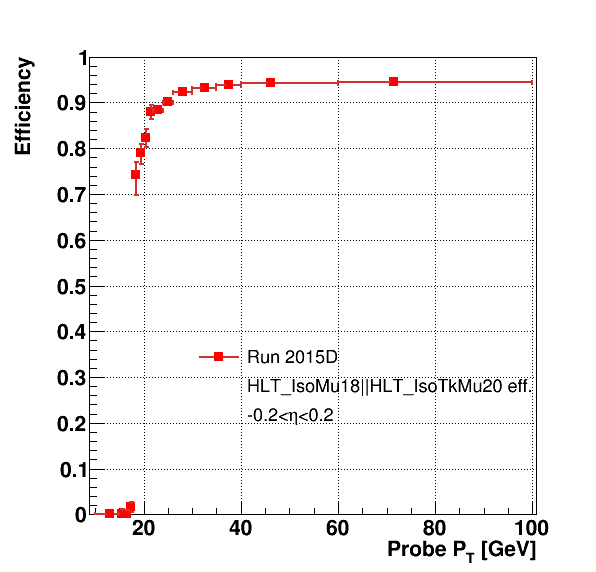 Efficiency
1
0.9
0.8
0.7
0.6
0.5
0.4
0.3
0.2
0.1
0
Run 2015D
HLT_IsoMu18||HLT_IsoTkMu20 eff.
-0.2<η<0.2
20 40 60 80 100
Probe P_T [GeV]